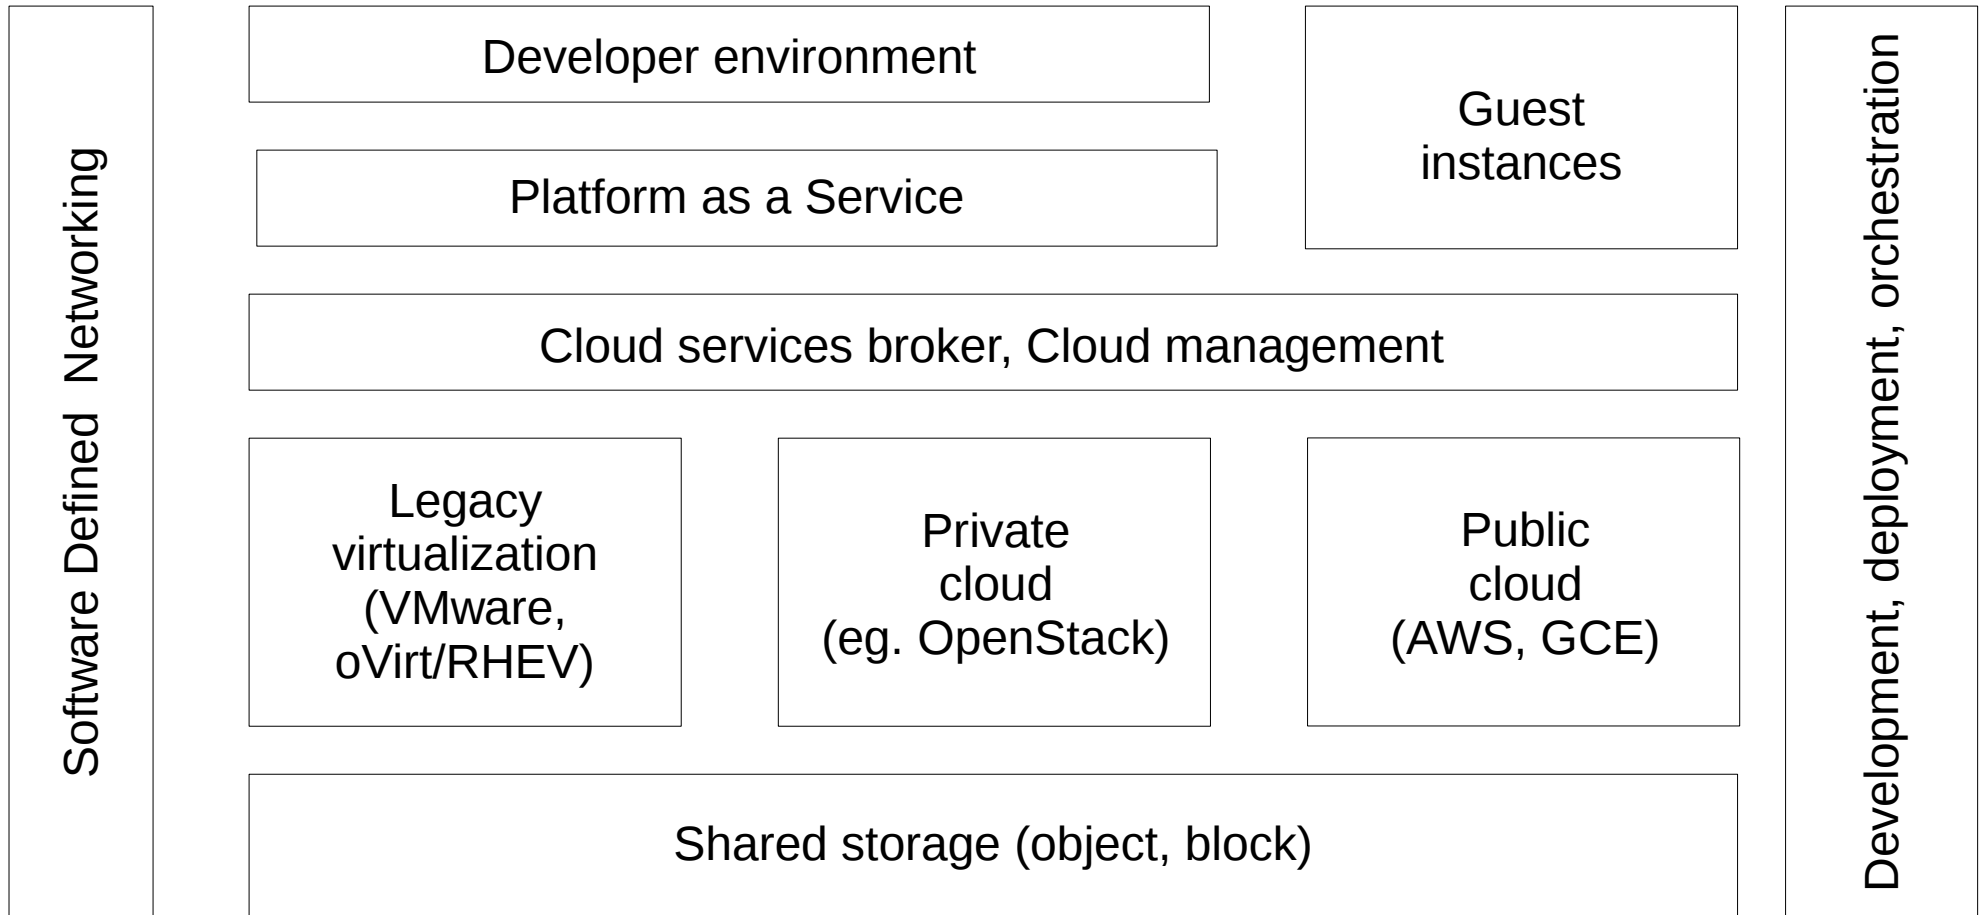 Software Defined  Networking
Developer environment
Guest
instances
Platform as a Service
Cloud services broker, Cloud management
Legacy
virtualization
(VMware,
oVirt/RHEV)
Private
cloud
(eg. OpenStack)
Public
cloud
(AWS, GCE)
Shared storage (object, block)
Development, deployment, orchestration